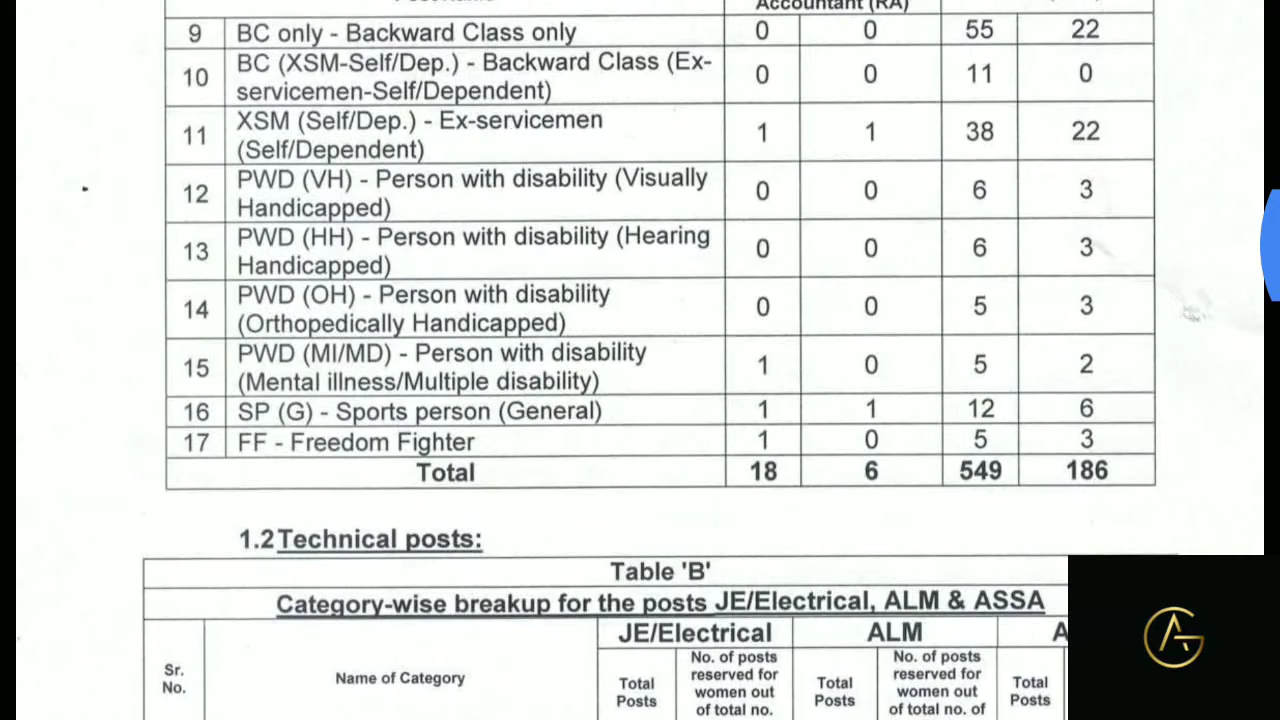 Accountant (RA)
9 BC only - Backward Class only 0 0 55 22
10 BC (XSM-Self/Dep.) - Backward Class (Ex-
servicemen-Self/Dependent) 0 0 11 0
11 XSM (Self/Dep.) - Ex-servicemen
(Self/Dependent) 1 1 38 22
12 PWD (VH) - Person with disability (Visually
Handicapped) 0 0 6 3
13 PWD (HH) - Person with disability (Hearing
Handicapped) 0 0 6 3
14 PWD (OH) - Person with disability
(Orthopedically Handicapped) 0 0 5 3
15 PWD (MI/MD) - Person with disability
(Mental illness/Multiple disability) 1 0 5 2
16 SP (G) - Sports person (General) 1 1 12 6
17 FF - Freedom Fighter 1 0 5 3
Total 18 6 549 186
1.2 Technical posts:
Table 'B'
Category-wise breakup for the posts JE/Electrical, ALM & ASSA
JE/Electrical ALM A
Sr.
No.
Name of Category
Total
Posts
No. of posts
reserved for
women out
of total no.
Total
Posts
No. of posts
reserved for
women out
of total no. of
Total
Posts
AG